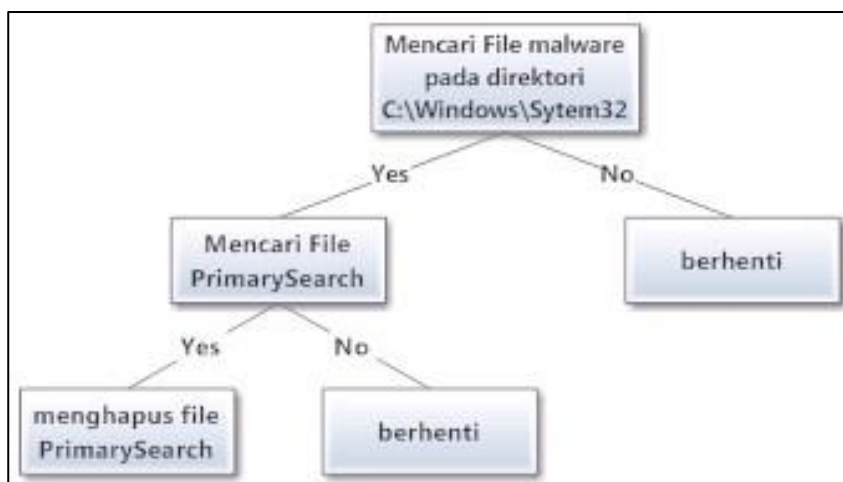 Mencari File malware
pada direktori
C:\Windows\Sytem32
Yes
No
Mencari File
PrimarySearch
berhenti
Yes
No
menghapus file
PrimarySearch
berhenti